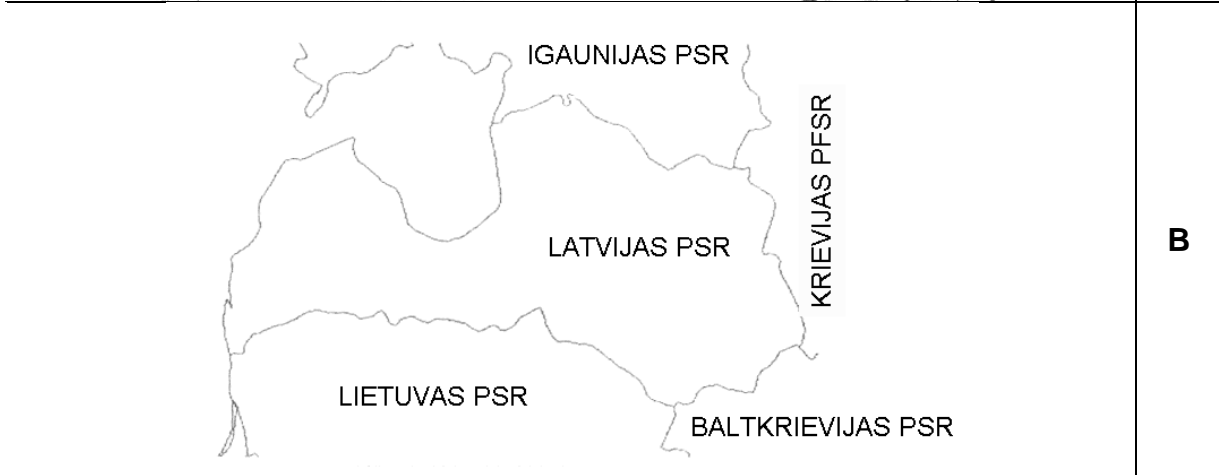 IGAUNIJAS PSR
KRIEVIJAS PFSR
LATVIJAS PSR
B
LIETUVAS PSR
BALTKRIEVIJAS PSR